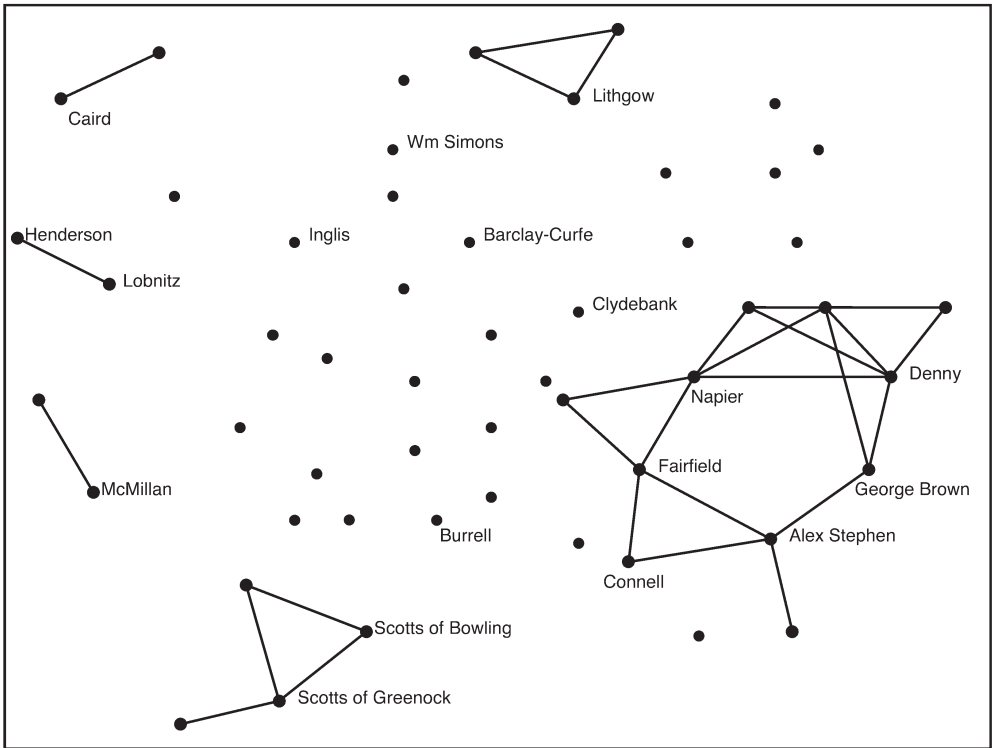 Lithgow
Caird
Wm Simons
Henderson
Inglis
Barclay-Curfe
Lobnitz
Clydebank
Denny
Napier
Fairfield
McMillan
George Brown
Burrell
Alex Stephen
Connell
Scotts of Bowling
Scotts of Greenock